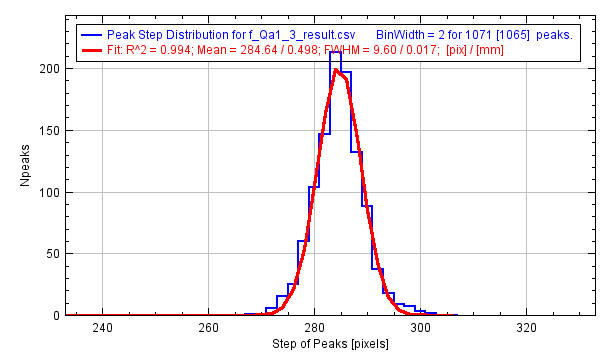 Peak Step Distribution for f_Qa1_3_result.csv BinWidth = 2 for 1071 [1065] peaks.
Fit: R^2 = 0.994; Mean = 284.64 / 0.498; FWHM = 9.60 / 0.017; [pix] / [mm]
200
150
Npeaks
100
50
0
240 260 280 300 320
Step of Peaks [pixels]